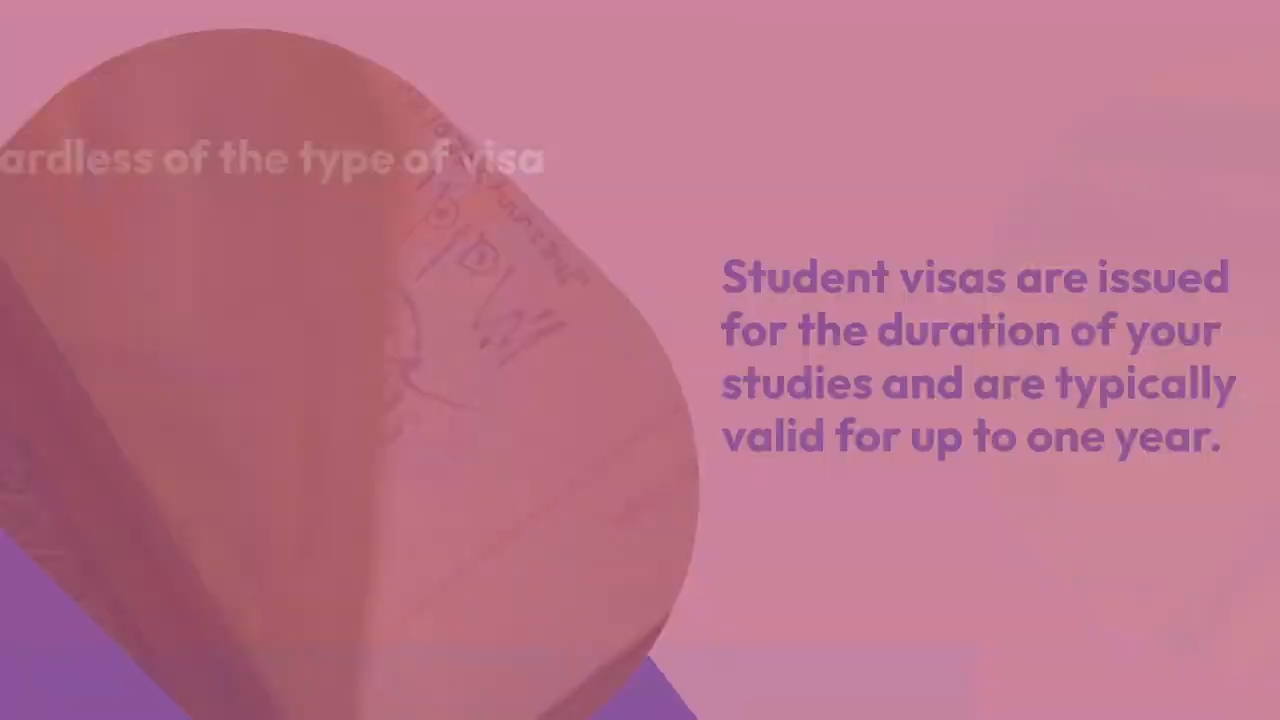 ardless of the type of visa
Student visas are issued
for the duration of your
studies and are typically
valid for up to one year.